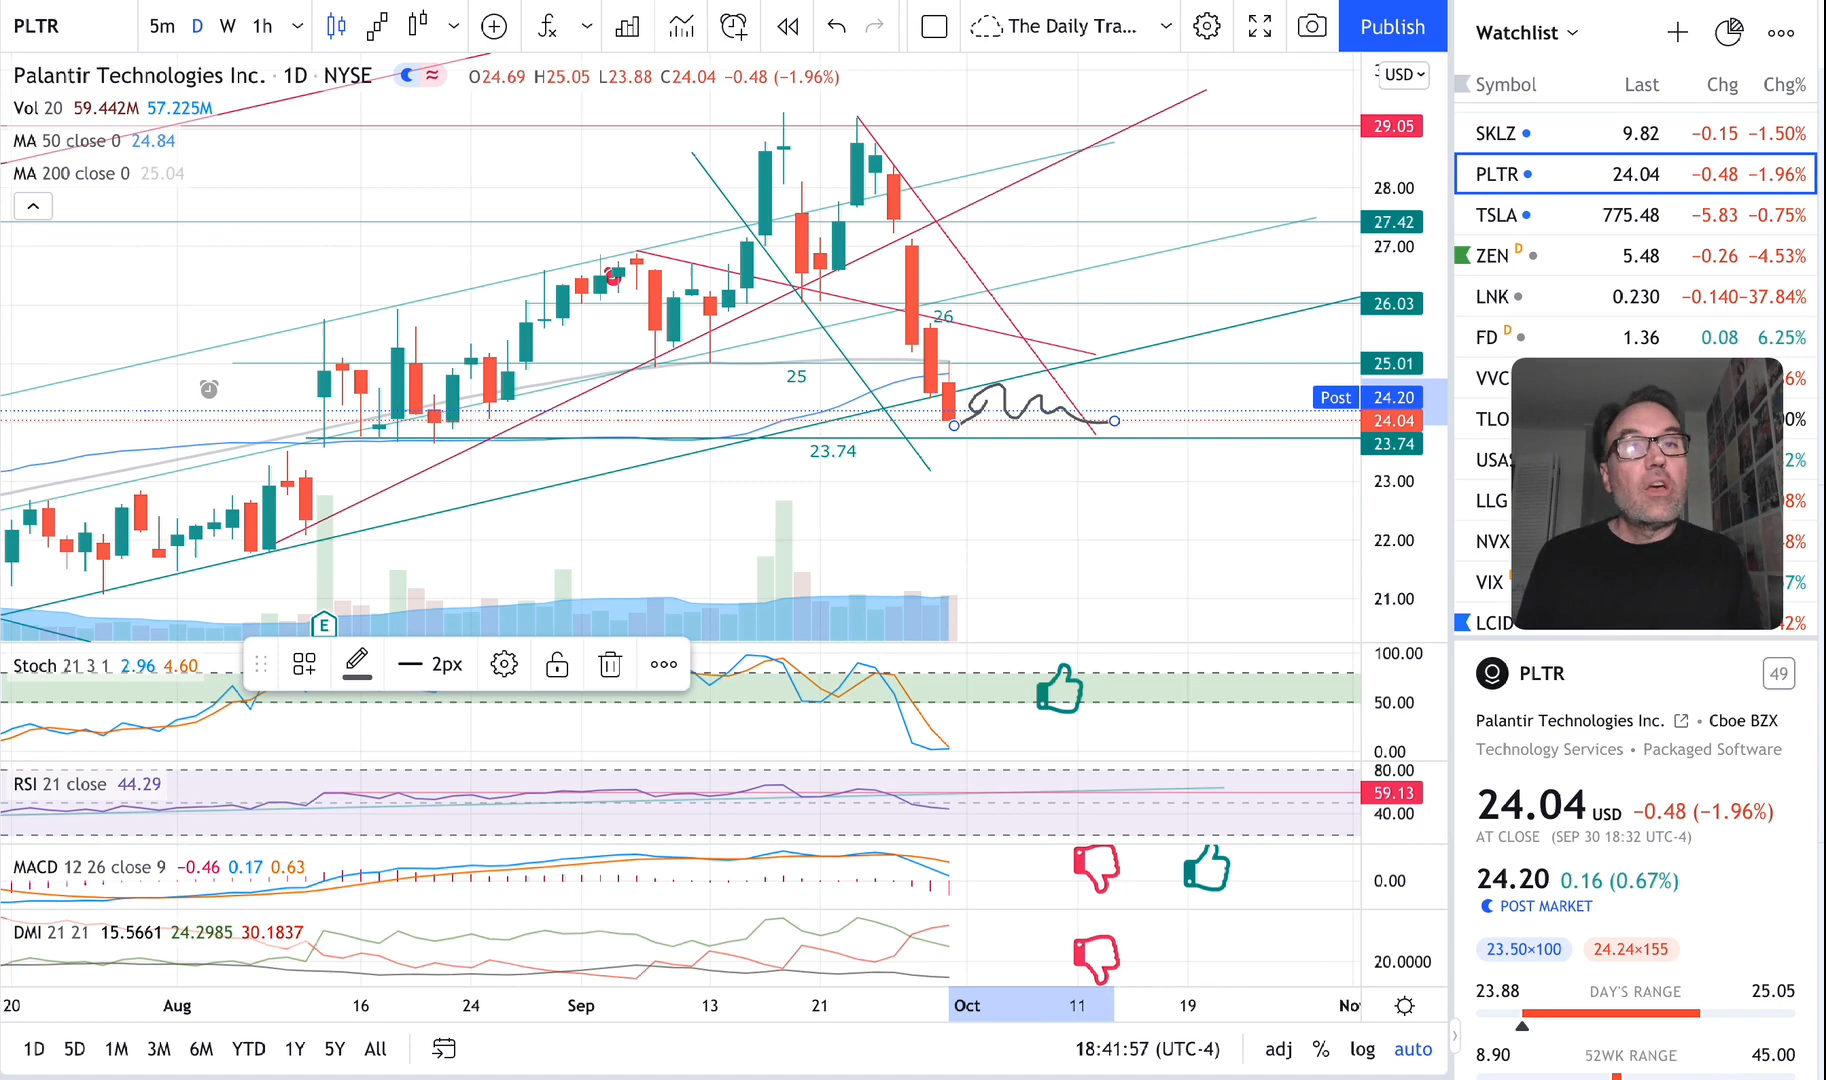 PLTR 5m D W 1h The Daily Tra... Publish
Palantir Technologies Inc. · 1D · NYSE O24.69 H25.05 L23.88 C24.04 −0.48 (−1.96%)
USD
Vol 20 59.442M 57.225M
MA 50 close 0 24.84
MA 200 close 0 25.04
29.05
28.00
27.42
27.00
26.03
26
25.01
25
Post 24.20
24.04
23.74
23.74
23.00
22.00
21.00
E
2px
Stoch 21 3 1 2.96 4.60
100.00
50.00
0.00
RSI 21 close 44.29
80.00
59.13
40.00
MACD 12 26 close 9 −0.46 0.17 0.63
0.00
DMI 21 21 15.5661 24.2985 30.1837
20.0000
20 Aug 16 24 Sep 13 21 Oct 11 19
1D 5D 1M 3M 6M YTD 1Y 5Y All 18:41:57 (UTC-4) adj % log auto
Watchlist
Symbol Last Chg Chg%
SKLZ 9.82 −0.15 −1.50%
PLTR 24.04 −0.48 −1.96%
TSLA 775.48 −5.83 −0.75%
ZEN D 5.48 −0.26 −4.53%
LNK 0.230 −0.140 −37.84%
FD D 1.36 0.08 6.25%
VVC 6%
TLO 00%
USA 2%
LLG 8%
NVX 8%
VIX 7%
LCID 2%
PLTR 49
Palantir Technologies Inc. • Cboe BZX
Technology Services • Packaged Software
24.04 USD −0.48 (−1.96%)
AT CLOSE (SEP 30 18:32 UTC-4)
24.20 0.16 (0.67%)
POST MARKET
23.50×100 24.24×155
23.88 DAY'S RANGE 25.05
8.90 52WK RANGE 45.00